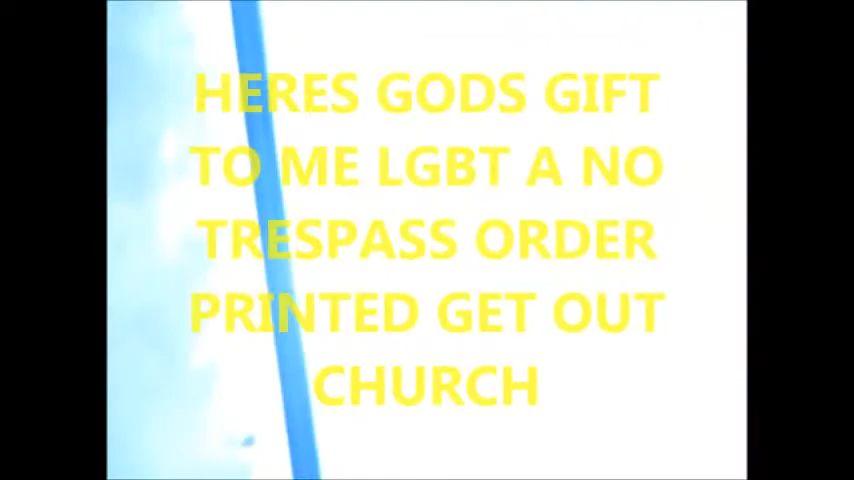 HERES GODS GIFT
TO ME LGBT A NO
TRESPASS ORDER
PRINTED GET OUT
CHURCH